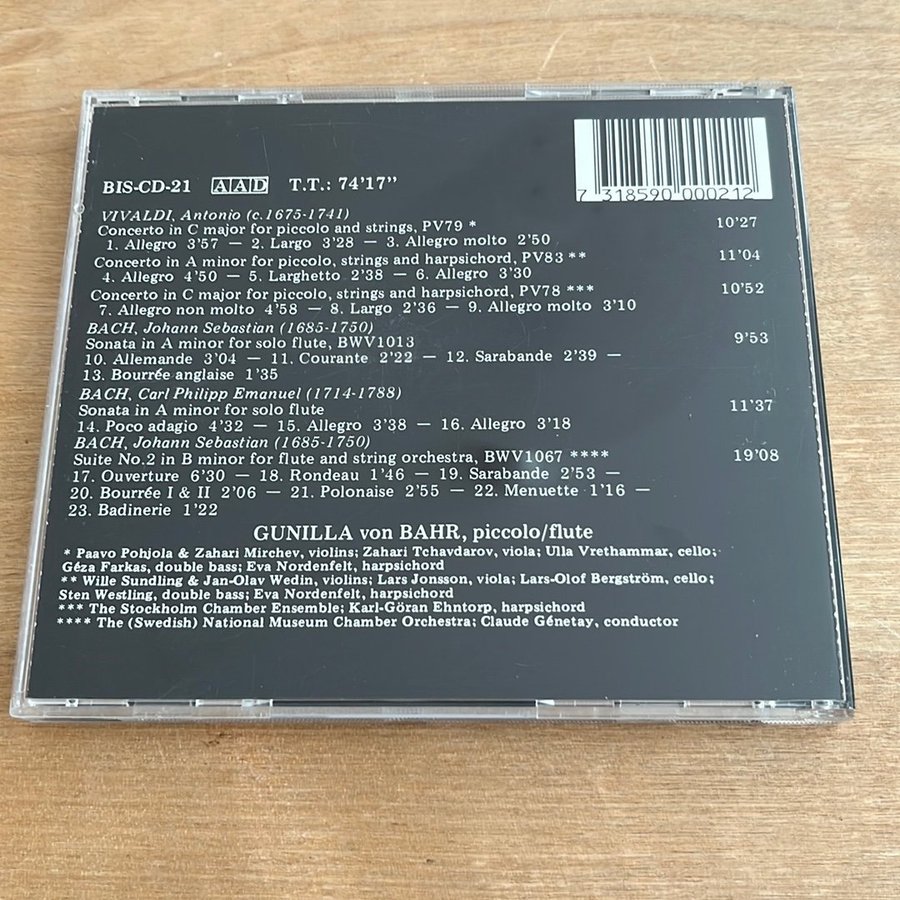 BIS-CD-21 AAD T.T.: 74'17"
7 318590 000212
VIVALDI, Antonio (c.1675-1741)
Concerto in C major for piccolo and strings, PV79 * 10'27
1. Allegro 3'57 — 2. Largo 3'28 — 3. Allegro molto 2'50
Concerto in A minor for piccolo, strings and harpsichord, PV83 ** 11'04
4. Allegro 4'50 — 5. Larghetto 2'38 — 6. Allegro 3'30
Concerto in C major for piccolo, strings and harpsichord, PV78 *** 10'52
7. Allegro non molto 4'58 — 8. Largo 2'36 — 9. Allegro molto 3'10
BACH, Johann Sebastian (1685-1750)
Sonata in A minor for solo flute, BWV1013 9'53
10. Allemande 3'04 — 11. Courante 2'22 — 12. Sarabande 2'39 —
13. Bourrée anglaise 1'35
BACH, Carl Philipp Emanuel (1714-1788)
Sonata in A minor for solo flute 11'37
14. Poco adagio 4'32 — 15. Allegro 3'38 — 16. Allegro 3'18
BACH, Johann Sebastian (1685-1750)
Suite No.2 in B minor for flute and string orchestra, BWV1067 **** 19'08
17. Ouverture 6'30 — 18. Rondeau 1'46 — 19. Sarabande 2'53 —
20. Bourrée I & II 2'06 — 21. Polonaise 2'55 — 22. Menuette 1'16 —
23. Badinerie 1'22
GUNILLA von BAHR, piccolo/flute
* Paavo Pohjola & Zahari Mirchev, violins; Zahari Tchavdarov, viola; Ulla Vrethammar, cello;
Géza Farkas, double bass; Eva Nordenfelt, harpsichord
** Wille Sundling & Jan-Olav Wedin, violins; Lars Jonsson, viola; Lars-Olof Bergström, cello;
Sten Westling, double bass; Eva Nordenfelt, harpsichord
*** The Stockholm Chamber Ensemble; Karl-Göran Ehntorp, harpsichord
**** The (Swedish) National Museum Chamber Orchestra; Claude Génetay, conductor